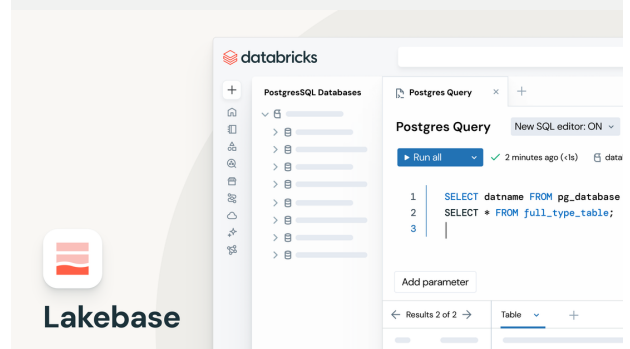 databricks
PostgresSQL Databases
Postgres Query
Postgres Query
New SQL editor: ON
Run all
2 minutes ago (<1s)
1 SELECT datname FROM pg_database
2 SELECT * FROM full_type_table;
3
Add parameter
Results 2 of 2
Table
Lakebase